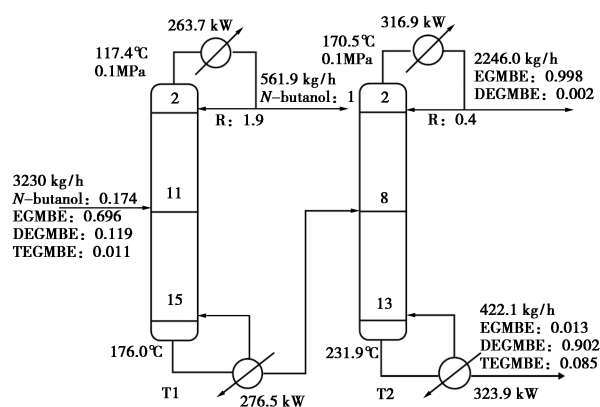 263.7 kW
117.4℃
0.1MPa
2
561.9 kg/h
N-butanol：1
R：1.9
3230 kg/h
N-butanol：0.174
EGMBE：0.696
DEGMBE：0.119
TEGMBE：0.011
11
15
176.0℃
T1
276.5 kW
316.9 kW
170.5℃
0.1MPa
2
2246.0 kg/h
EGMBE：0.998
DEGMBE：0.002
R：0.4
8
13
422.1 kg/h
EGMBE：0.013
DEGMBE：0.902
TEGMBE：0.085
231.9℃
T2
323.9 kW